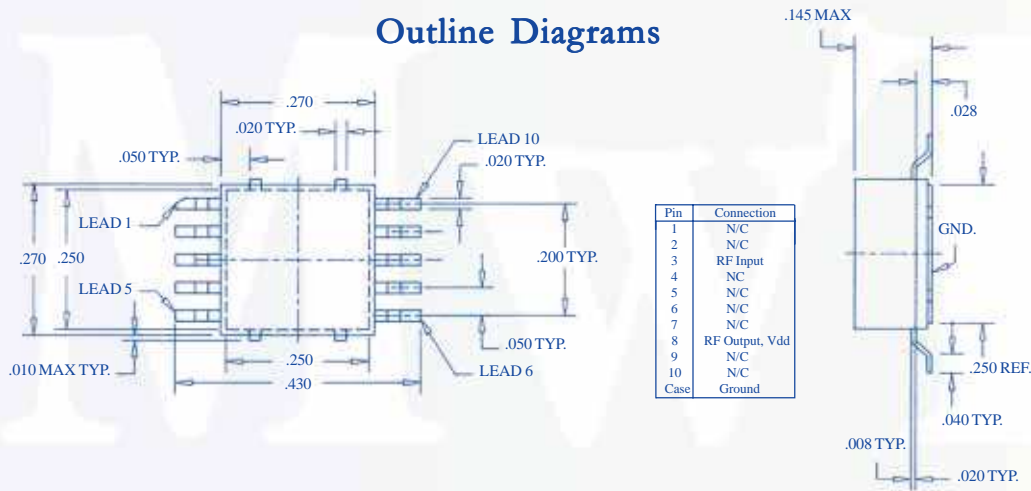 Outline Diagrams
.145 MAX
.270
.028
.020 TYP.
LEAD 10
.050 TYP.
.020 TYP.
LEAD 1
.270
.250
.200 TYP.
LEAD 5
.050 TYP.
.250
LEAD 6
.010 MAX TYP.
.430
Pin Connection
1 N/C
2 N/C
3 RF Input
4 NC
5 N/C
6 N/C
7 N/C
8 RF Output, Vdd
9 N/C
10 N/C
Case Ground
GND.
.250 REF.
.040 TYP.
.008 TYP.
.020 TYP.
MW